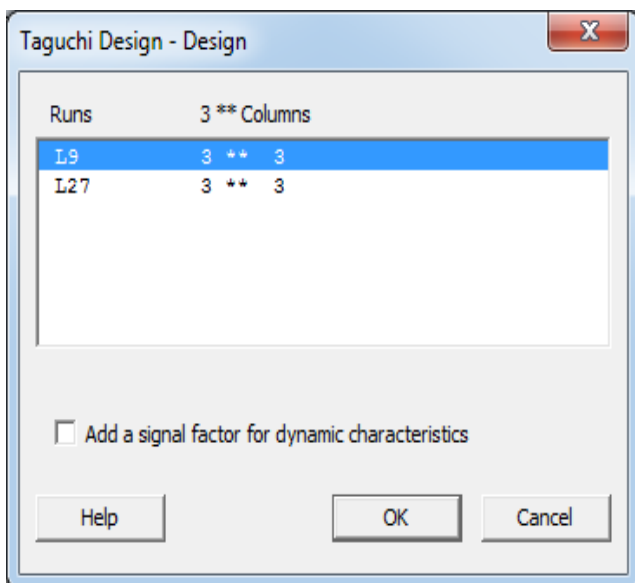 Taguchi Design - Design
X
Runs 3 ** Columns
L9 3 ** 3
L27 3 ** 3
Add a signal factor for dynamic characteristics
Help OK Cancel